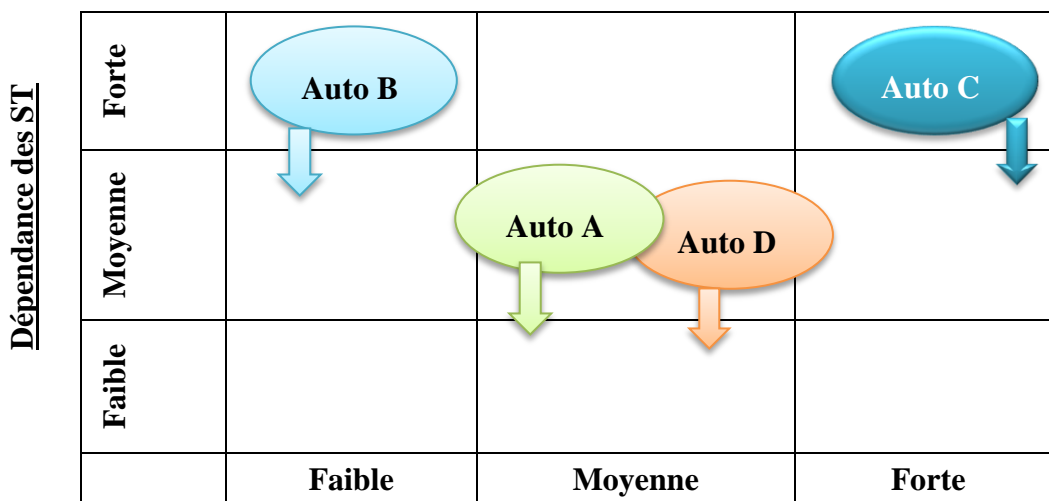 Dépendance des ST
Forte
Auto B
Auto C
Moyenne
Auto A
Auto D
Faible
Faible
Moyenne
Forte